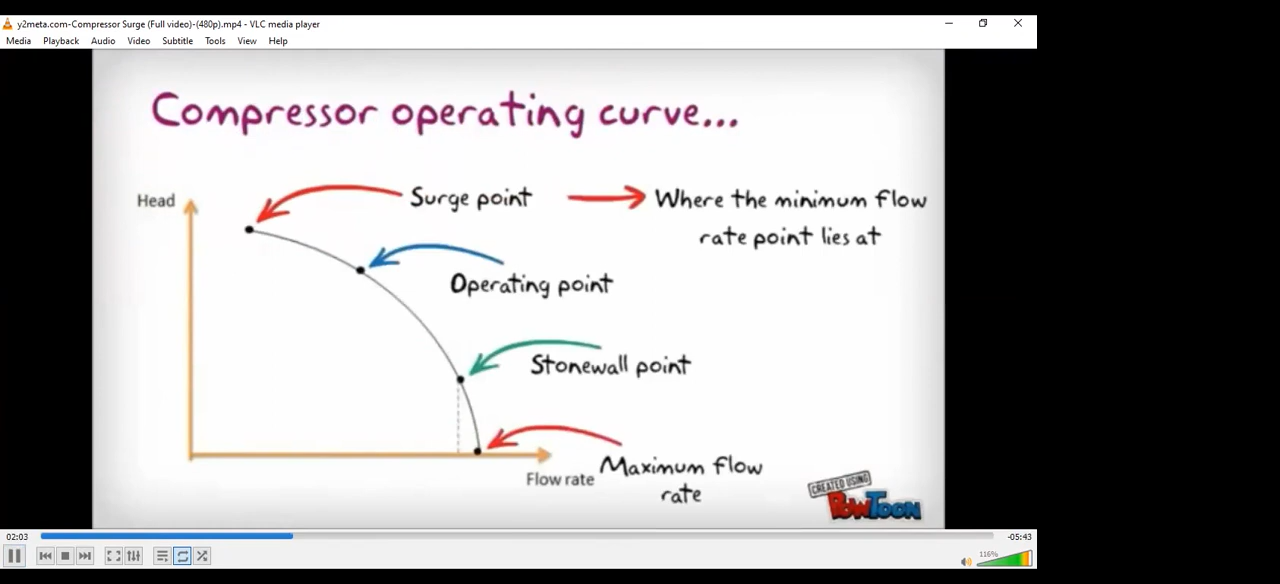 y2meta.com-Compressor Surge (Full video)-(480p).mp4 - VLC media player
Media Playback Audio Video Subtitle Tools View Help
Compressor operating curve...
Head
Surge point
Where the minimum flow
rate point lies at
Operating point
Stonewall point
Maximum flow
rate
Flow rate
CREATED USING
POWTOON
02:03
-05:43
116%